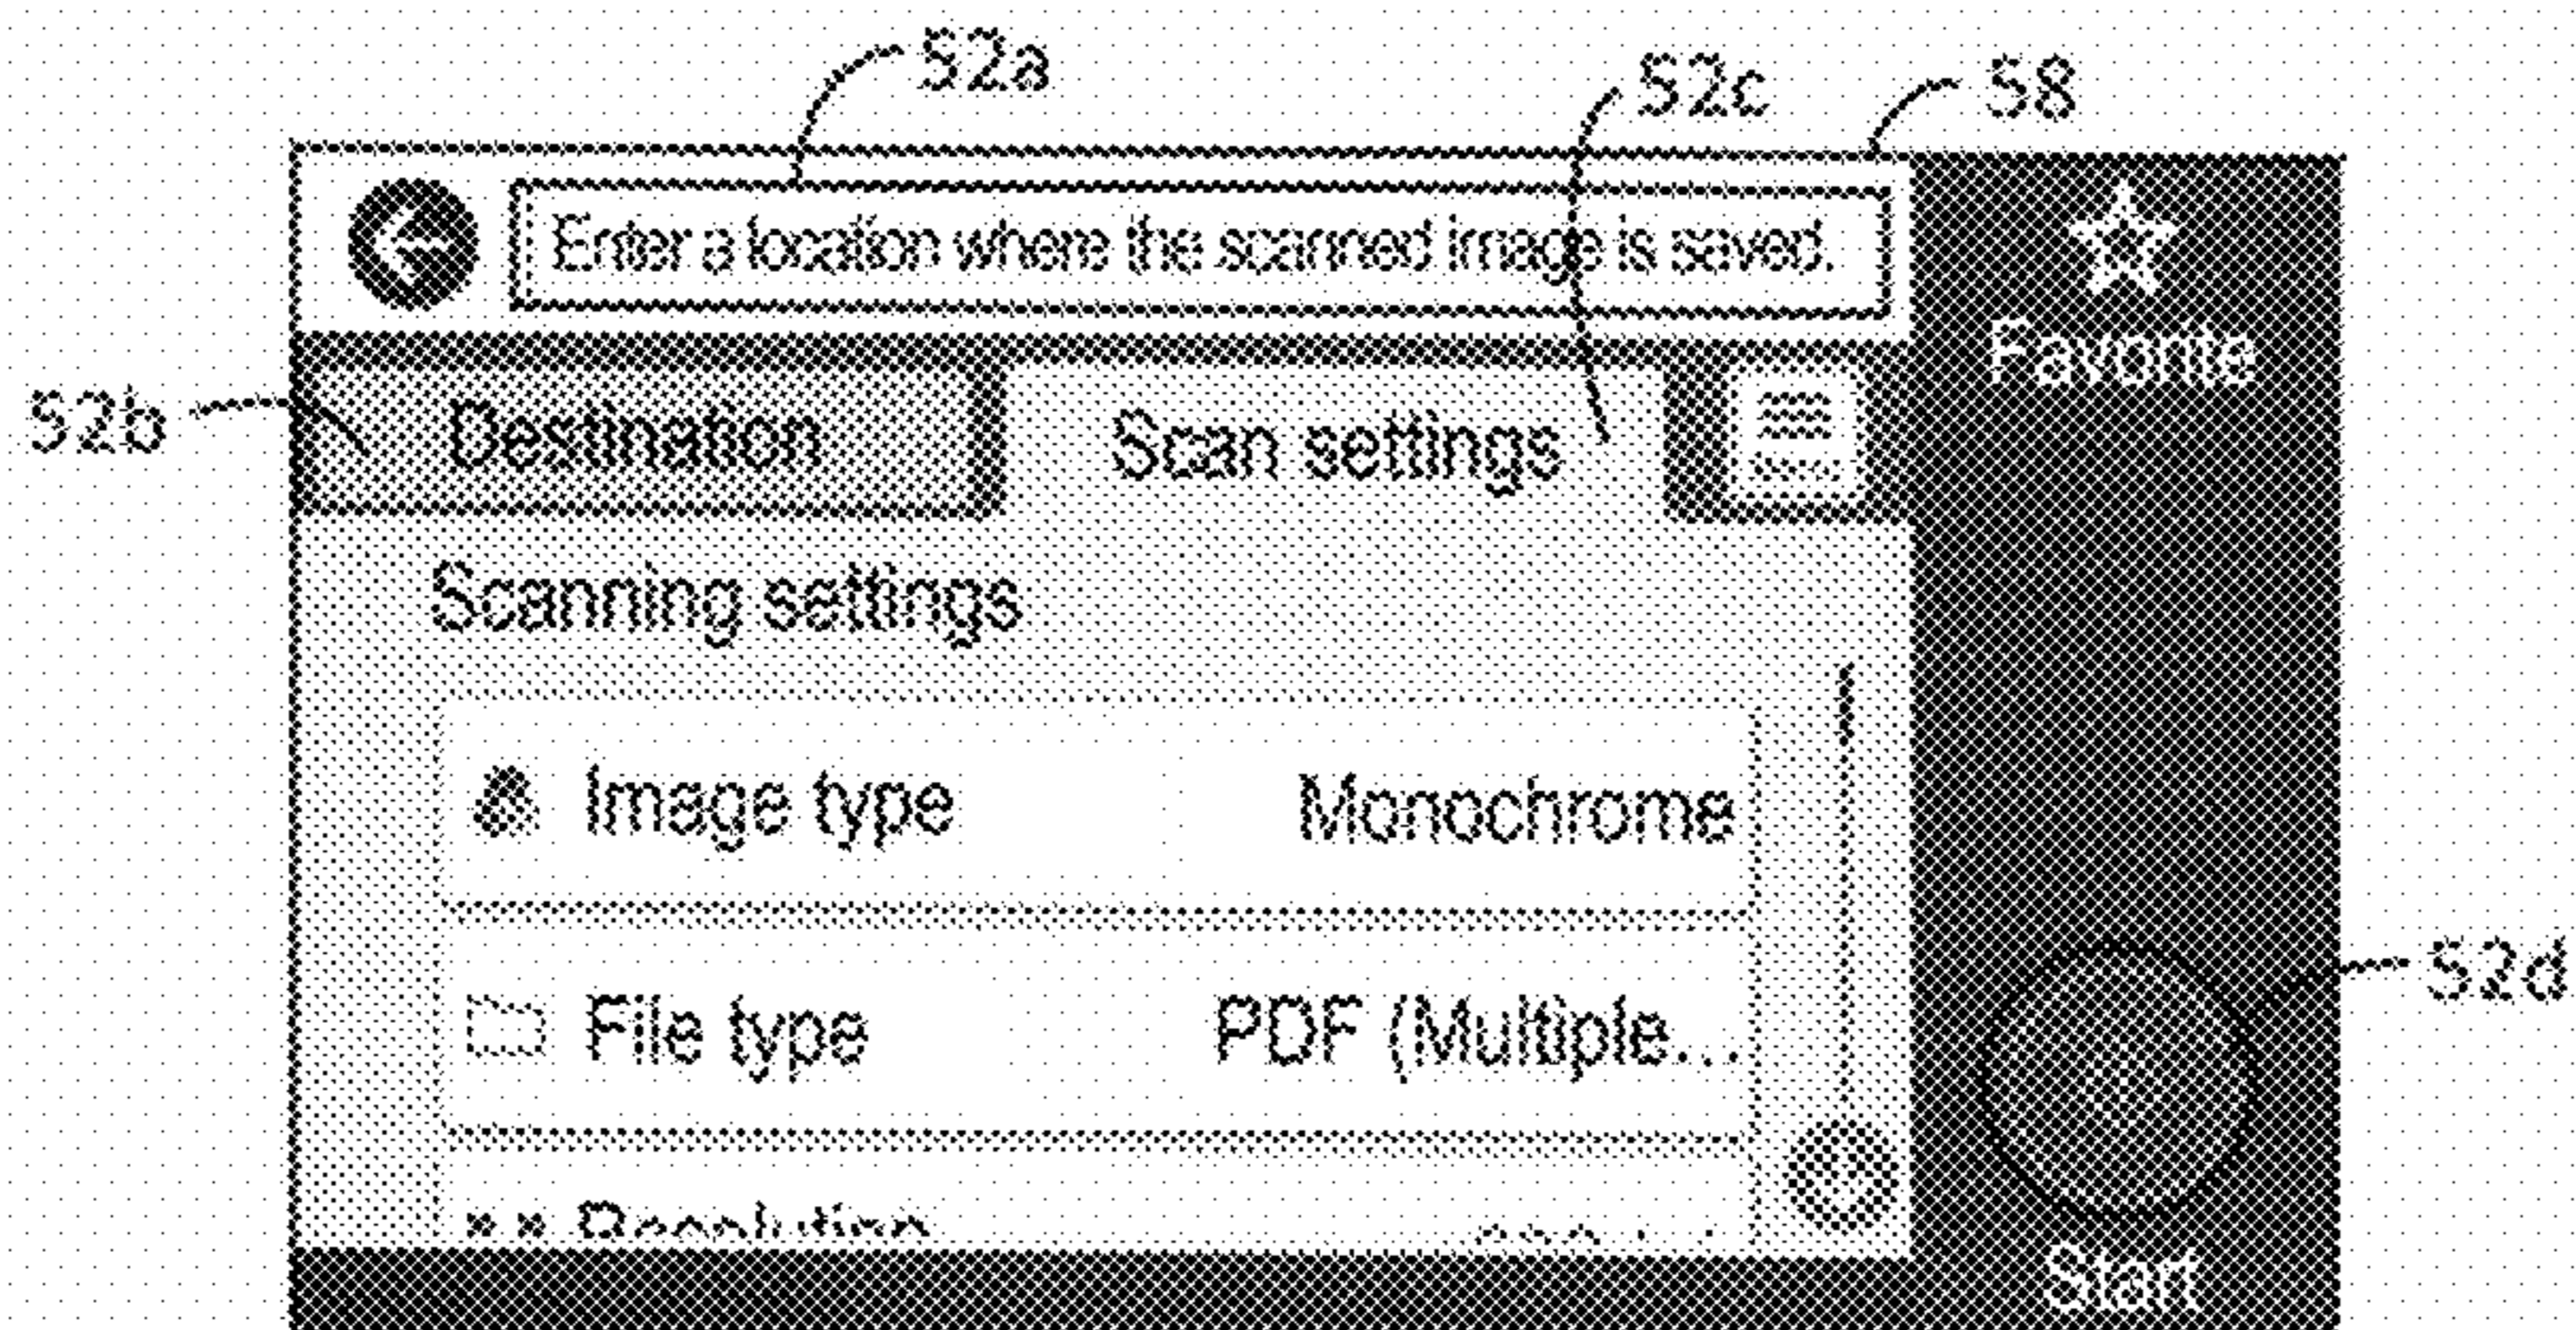 52a
52c
58
Enter a location where the scanned image is saved.
Favorite
52b
Destination
Scan settings
Scanning settings
Image type
Monochrome
File type
PDF (Multiple...
52d
Resolution
Start